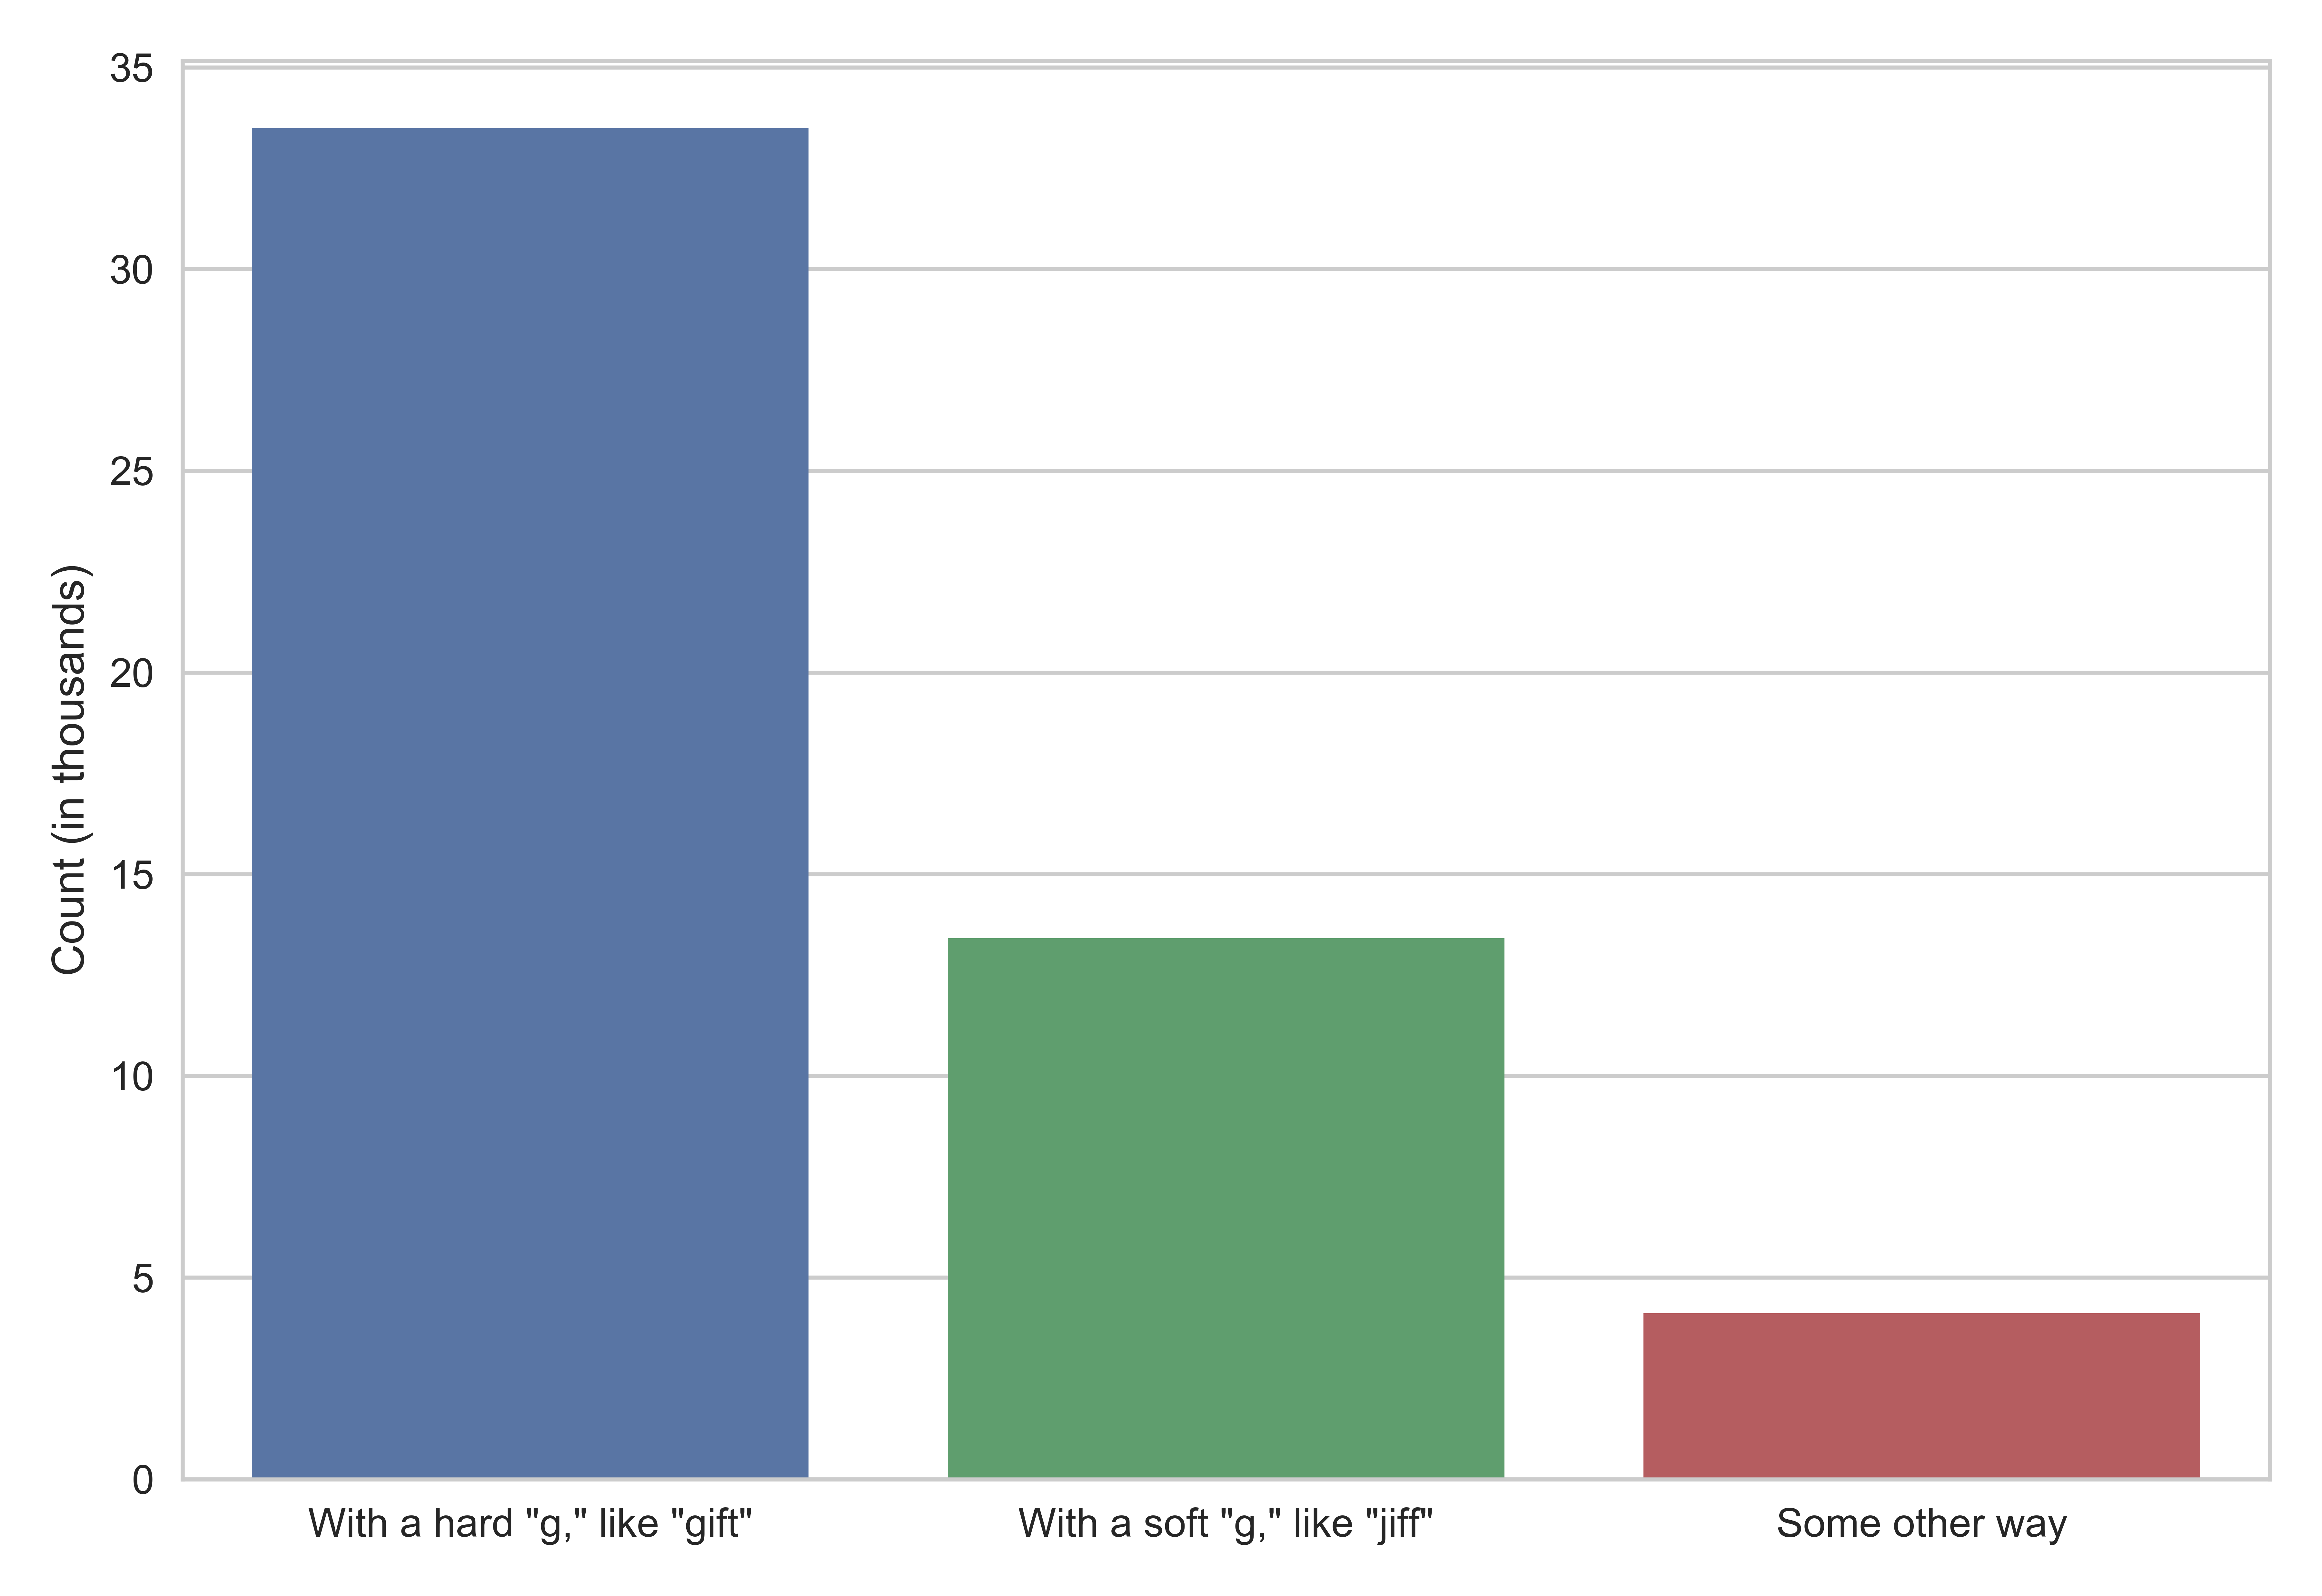 35
30
25
20
15
10
5
0
Count (in thousands)
With a hard "g," like "gift"
With a soft "g," like "jiff"
Some other way